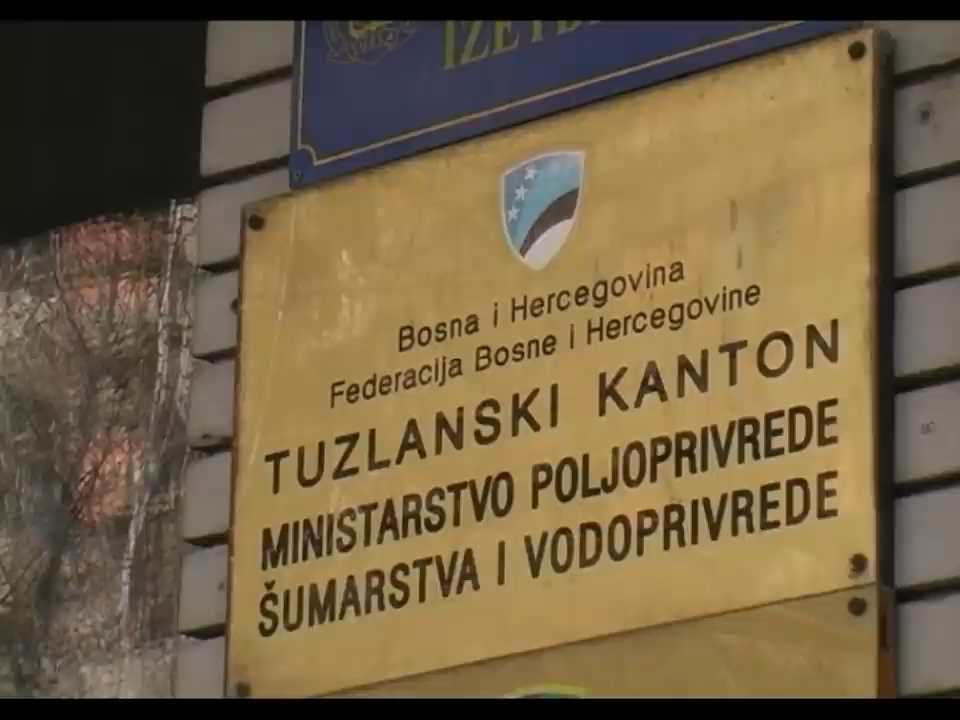 Bosna i Hercegovina
Federacija Bosne i Hercegovine
TUZLANSKI KANTON
MINISTARSTVO POLJOPRIVREDE
ŠUMARSTVA I VODOPRIVREDE